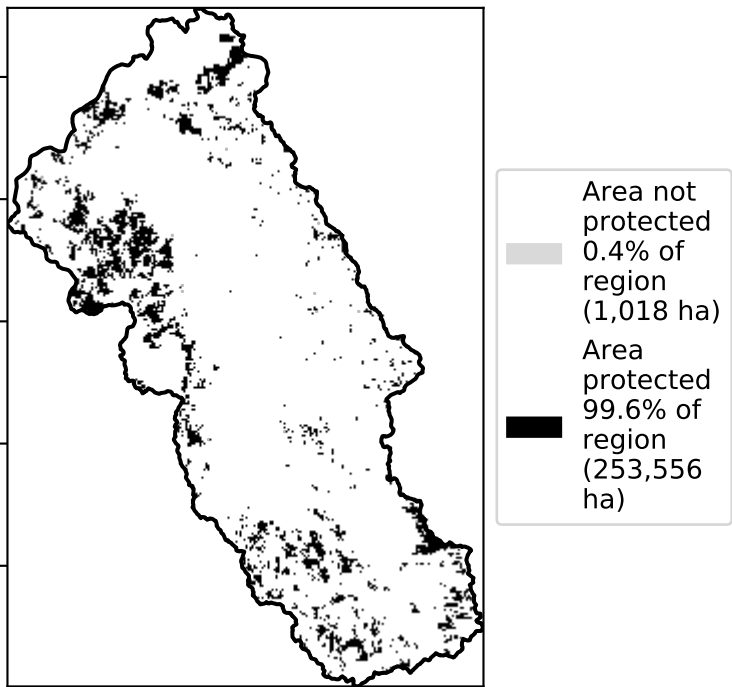 Area not
protected
0.4% of
region
(1,018 ha)
Area
protected
99.6% of
region
(253,556
ha)